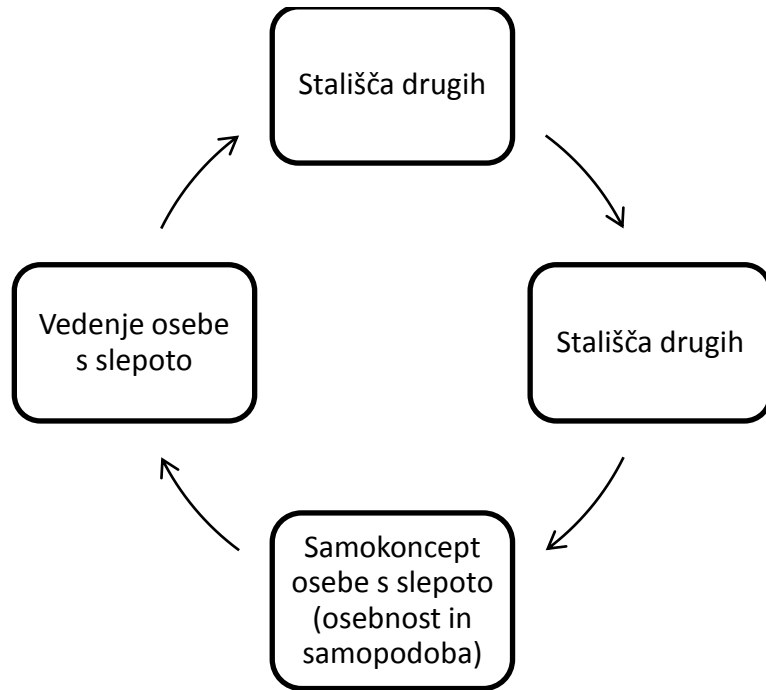 Stališča drugih
Stališča drugih
Vedenje osebe
s slepoto
Samokoncept
osebe s slepoto
(osebnost in
samopodoba)